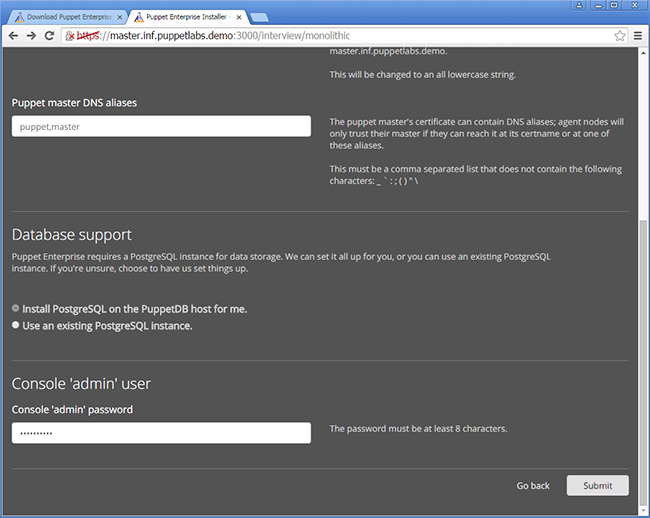 Download Puppet Enterprise
Puppet Enterprise Installer
https://master.inf.puppetlabs.demo:3000/interview/monolithic
master.inf.puppetlabs.demo.
This will be changed to an all lowercase string.
Puppet master DNS aliases
puppet,master
The puppet master's certificate can contain DNS aliases; agent nodes will
only trust their master if they can reach it at its certname or at one of
these aliases.
This must be a comma separated list that does not contain the following
characters: _ ` : ; ( ) " \
Database support
Puppet Enterprise requires a PostgreSQL instance for data storage. We can set it all up for you, or you can use an existing PostgreSQL
instance. If you're unsure, choose to have us set things up.
Install PostgreSQL on the PuppetDB host for me.
Use an existing PostgreSQL instance.
Console 'admin' user
Console 'admin' password
••••••••••
The password must be at least 8 characters.
Go back
Submit